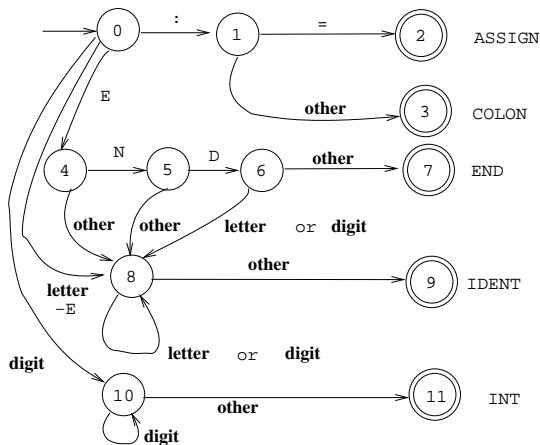 0 : 1 = 2 ASSIGN
E
other 3 COLON
4 N 5 D 6 other 7 END
other other letter or digit
8 other 9 IDENT
letter
–E
letter or digit
digit
10 other 11 INT
digit